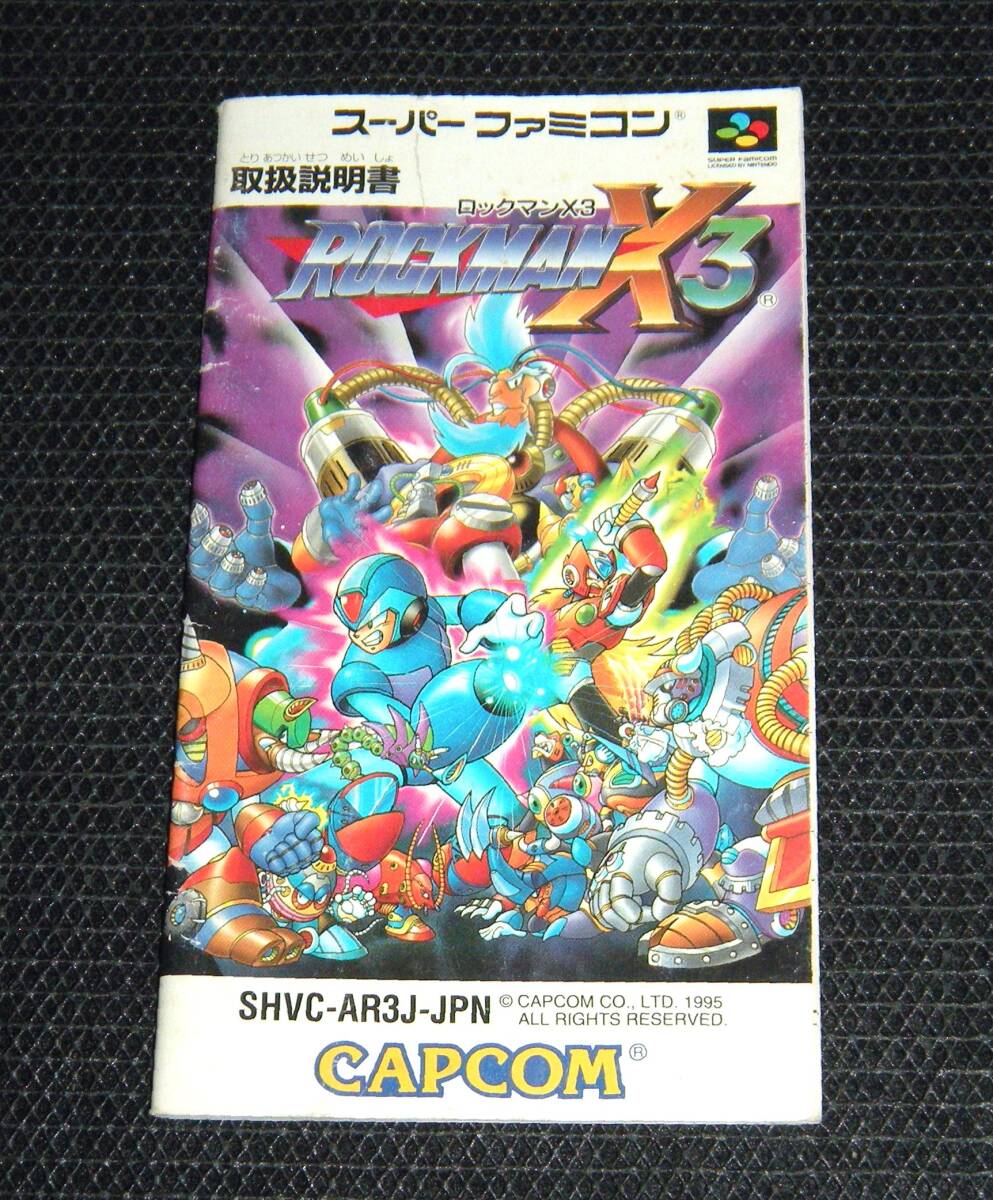 スーパーファミコン®
SUPER Famicom
LICENSED BY NINTENDO
とりあつかいせつ めい しょ
取扱説明書
ロックマンX3
ROCKMAN X3®
SHVC-AR3J-JPN
© CAPCOM CO., LTD. 1995
ALL RIGHTS RESERVED.
CAPCOM®